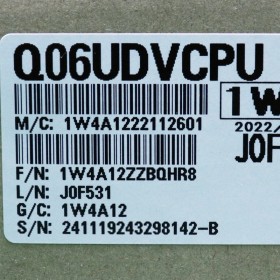 Q06UDVCPU
1W
M/C: 1W4A1222112601
2022.
J0F
F/N: 1W4A12ZZBQHR8
L/N: J0F531
G/C: 1W4A12
S/N: 241119243298142-B